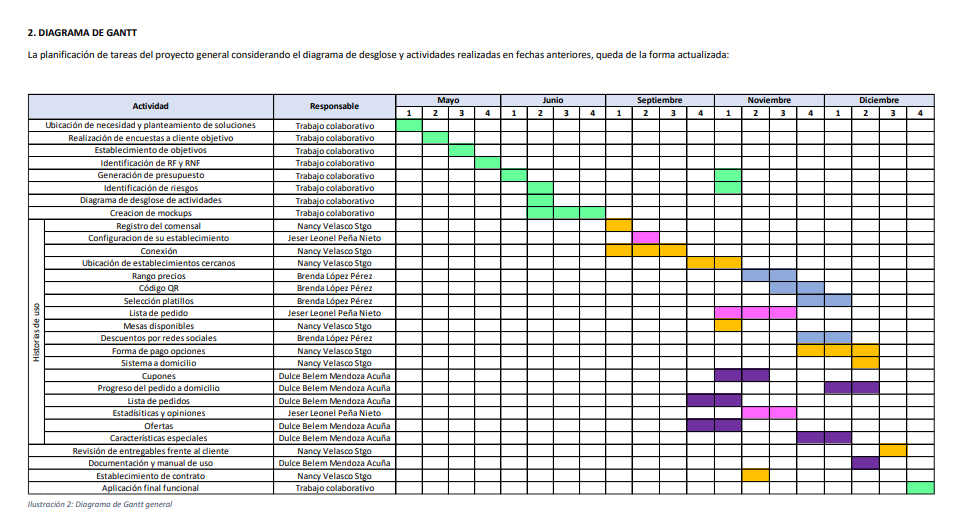 2. DIAGRAMA DE GANTT
La planificación de tareas del proyecto general considerando el diagrama de desglose y actividades realizadas en fechas anteriores, queda de la forma actualizada:
Actividad Responsable Mayo Junio Septiembre Noviembre Diciembre
1 2 3 4 1 2 3 4 1 2 3 4 1 2 3 4 1 2 3 4
Ubicación de necesidad y planteamiento de soluciones Trabajo colaborativo
Realización de encuestas a cliente objetivo Trabajo colaborativo
Establecimiento de objetivos Trabajo colaborativo
Identificación de RF y RNF Trabajo colaborativo
Generación de presupuesto Trabajo colaborativo
Identificación de riesgos Trabajo colaborativo
Diagrama de desglose de actividades Trabajo colaborativo
Creacion de mockups Trabajo colaborativo
Historias de uso
Registro del comensal Nancy Velasco Stgo
Configuracion de su establecimiento Jeser Leonel Peña Nieto
Conexión Nancy Velasco Stgo
Ubicación de establecimientos cercanos Nancy Velasco Stgo
Rango precios Brenda López Pérez
Código QR Brenda López Pérez
Selección platillos Brenda López Pérez
Lista de pedido Jeser Leonel Peña Nieto
Mesas disponibles Nancy Velasco Stgo
Descuentos por redes sociales Brenda López Pérez
Forma de pago opciones Nancy Velasco Stgo
Sistema a domicilio Nancy Velasco Stgo
Cupones Dulce Belem Mendoza Acuña
Progreso del pedido a domicilio Dulce Belem Mendoza Acuña
Lista de pedidos Dulce Belem Mendoza Acuña
Estadísiticas y opiniones Jeser Leonel Peña Nieto
Ofertas Dulce Belem Mendoza Acuña
Características especiales Dulce Belem Mendoza Acuña
Revisión de entregables frente al cliente Nancy Velasco Stgo
Documentación y manual de uso Dulce Belem Mendoza Acuña
Establecimiento de contrato Nancy Velasco Stgo
Aplicación final funcional Trabajo colaborativo
Ilustración 2: Diagrama de Gantt general